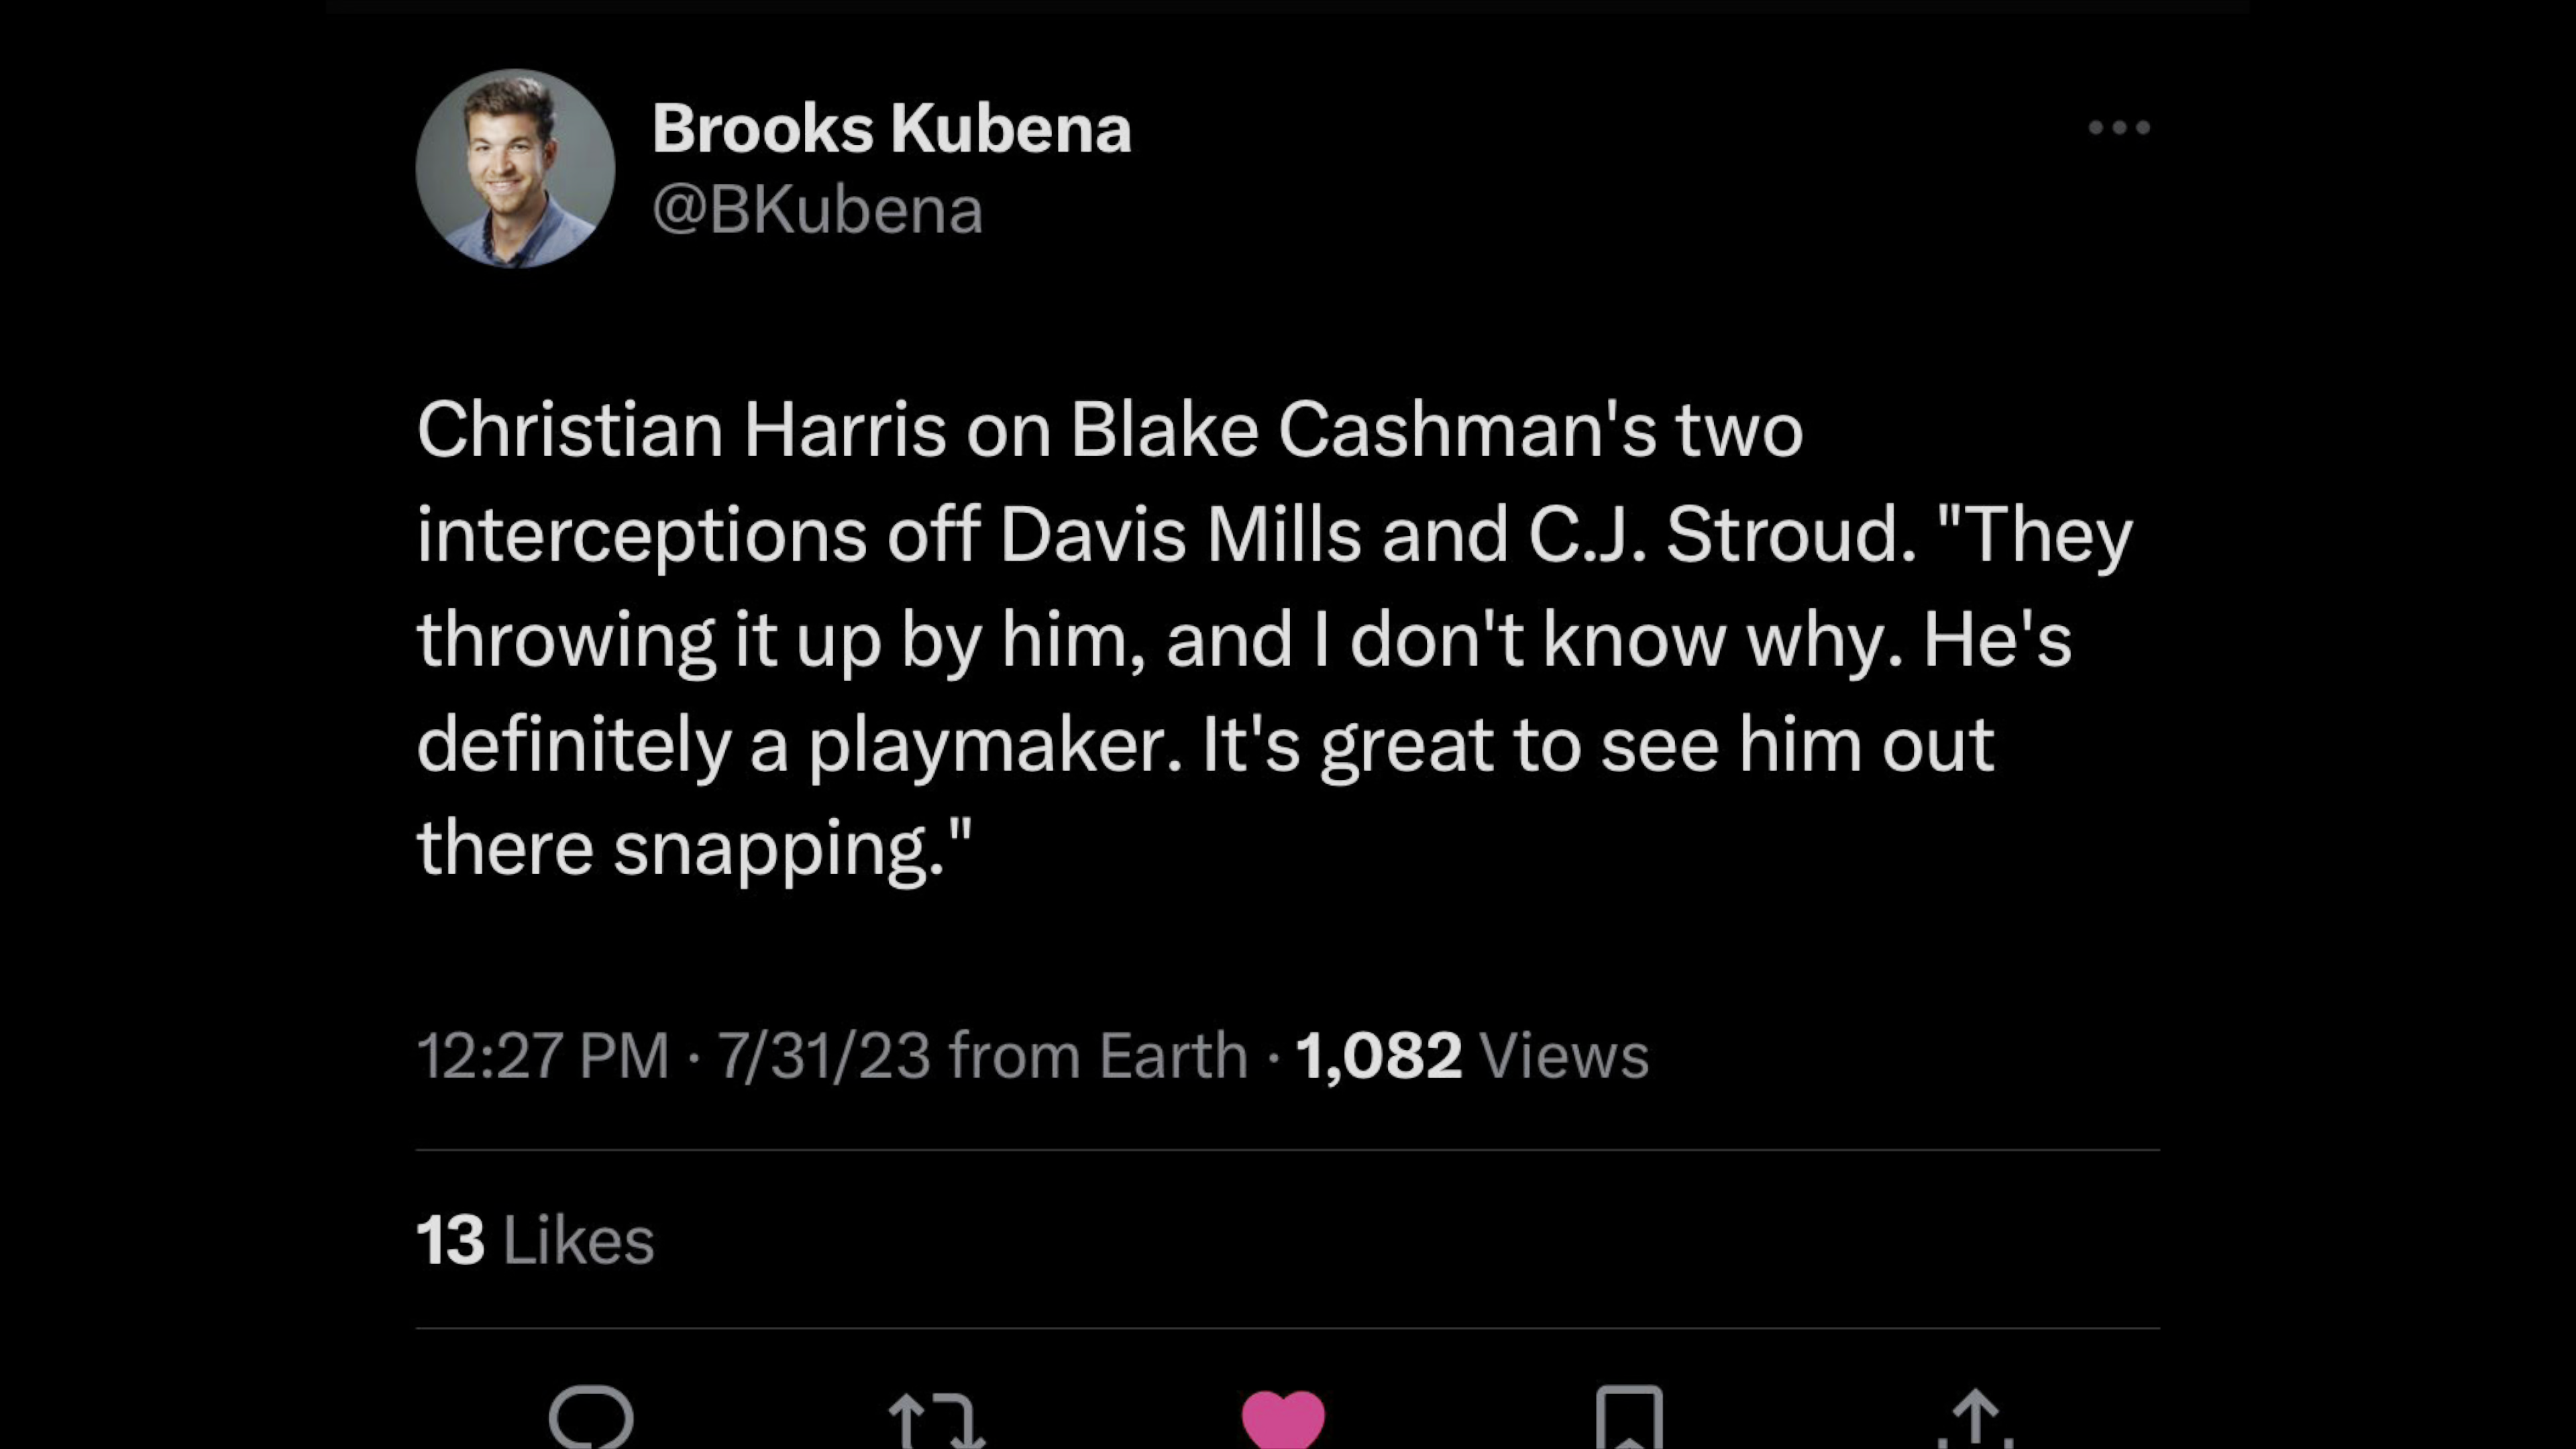 Brooks Kubena
@BKubena
Christian Harris on Blake Cashman's two
interceptions off Davis Mills and C.J. Stroud. "They
throwing it up by him, and I don't know why. He's
definitely a playmaker. It's great to see him out
there snapping."
12:27 PM · 7/31/23 from Earth · 1,082 Views
13 Likes